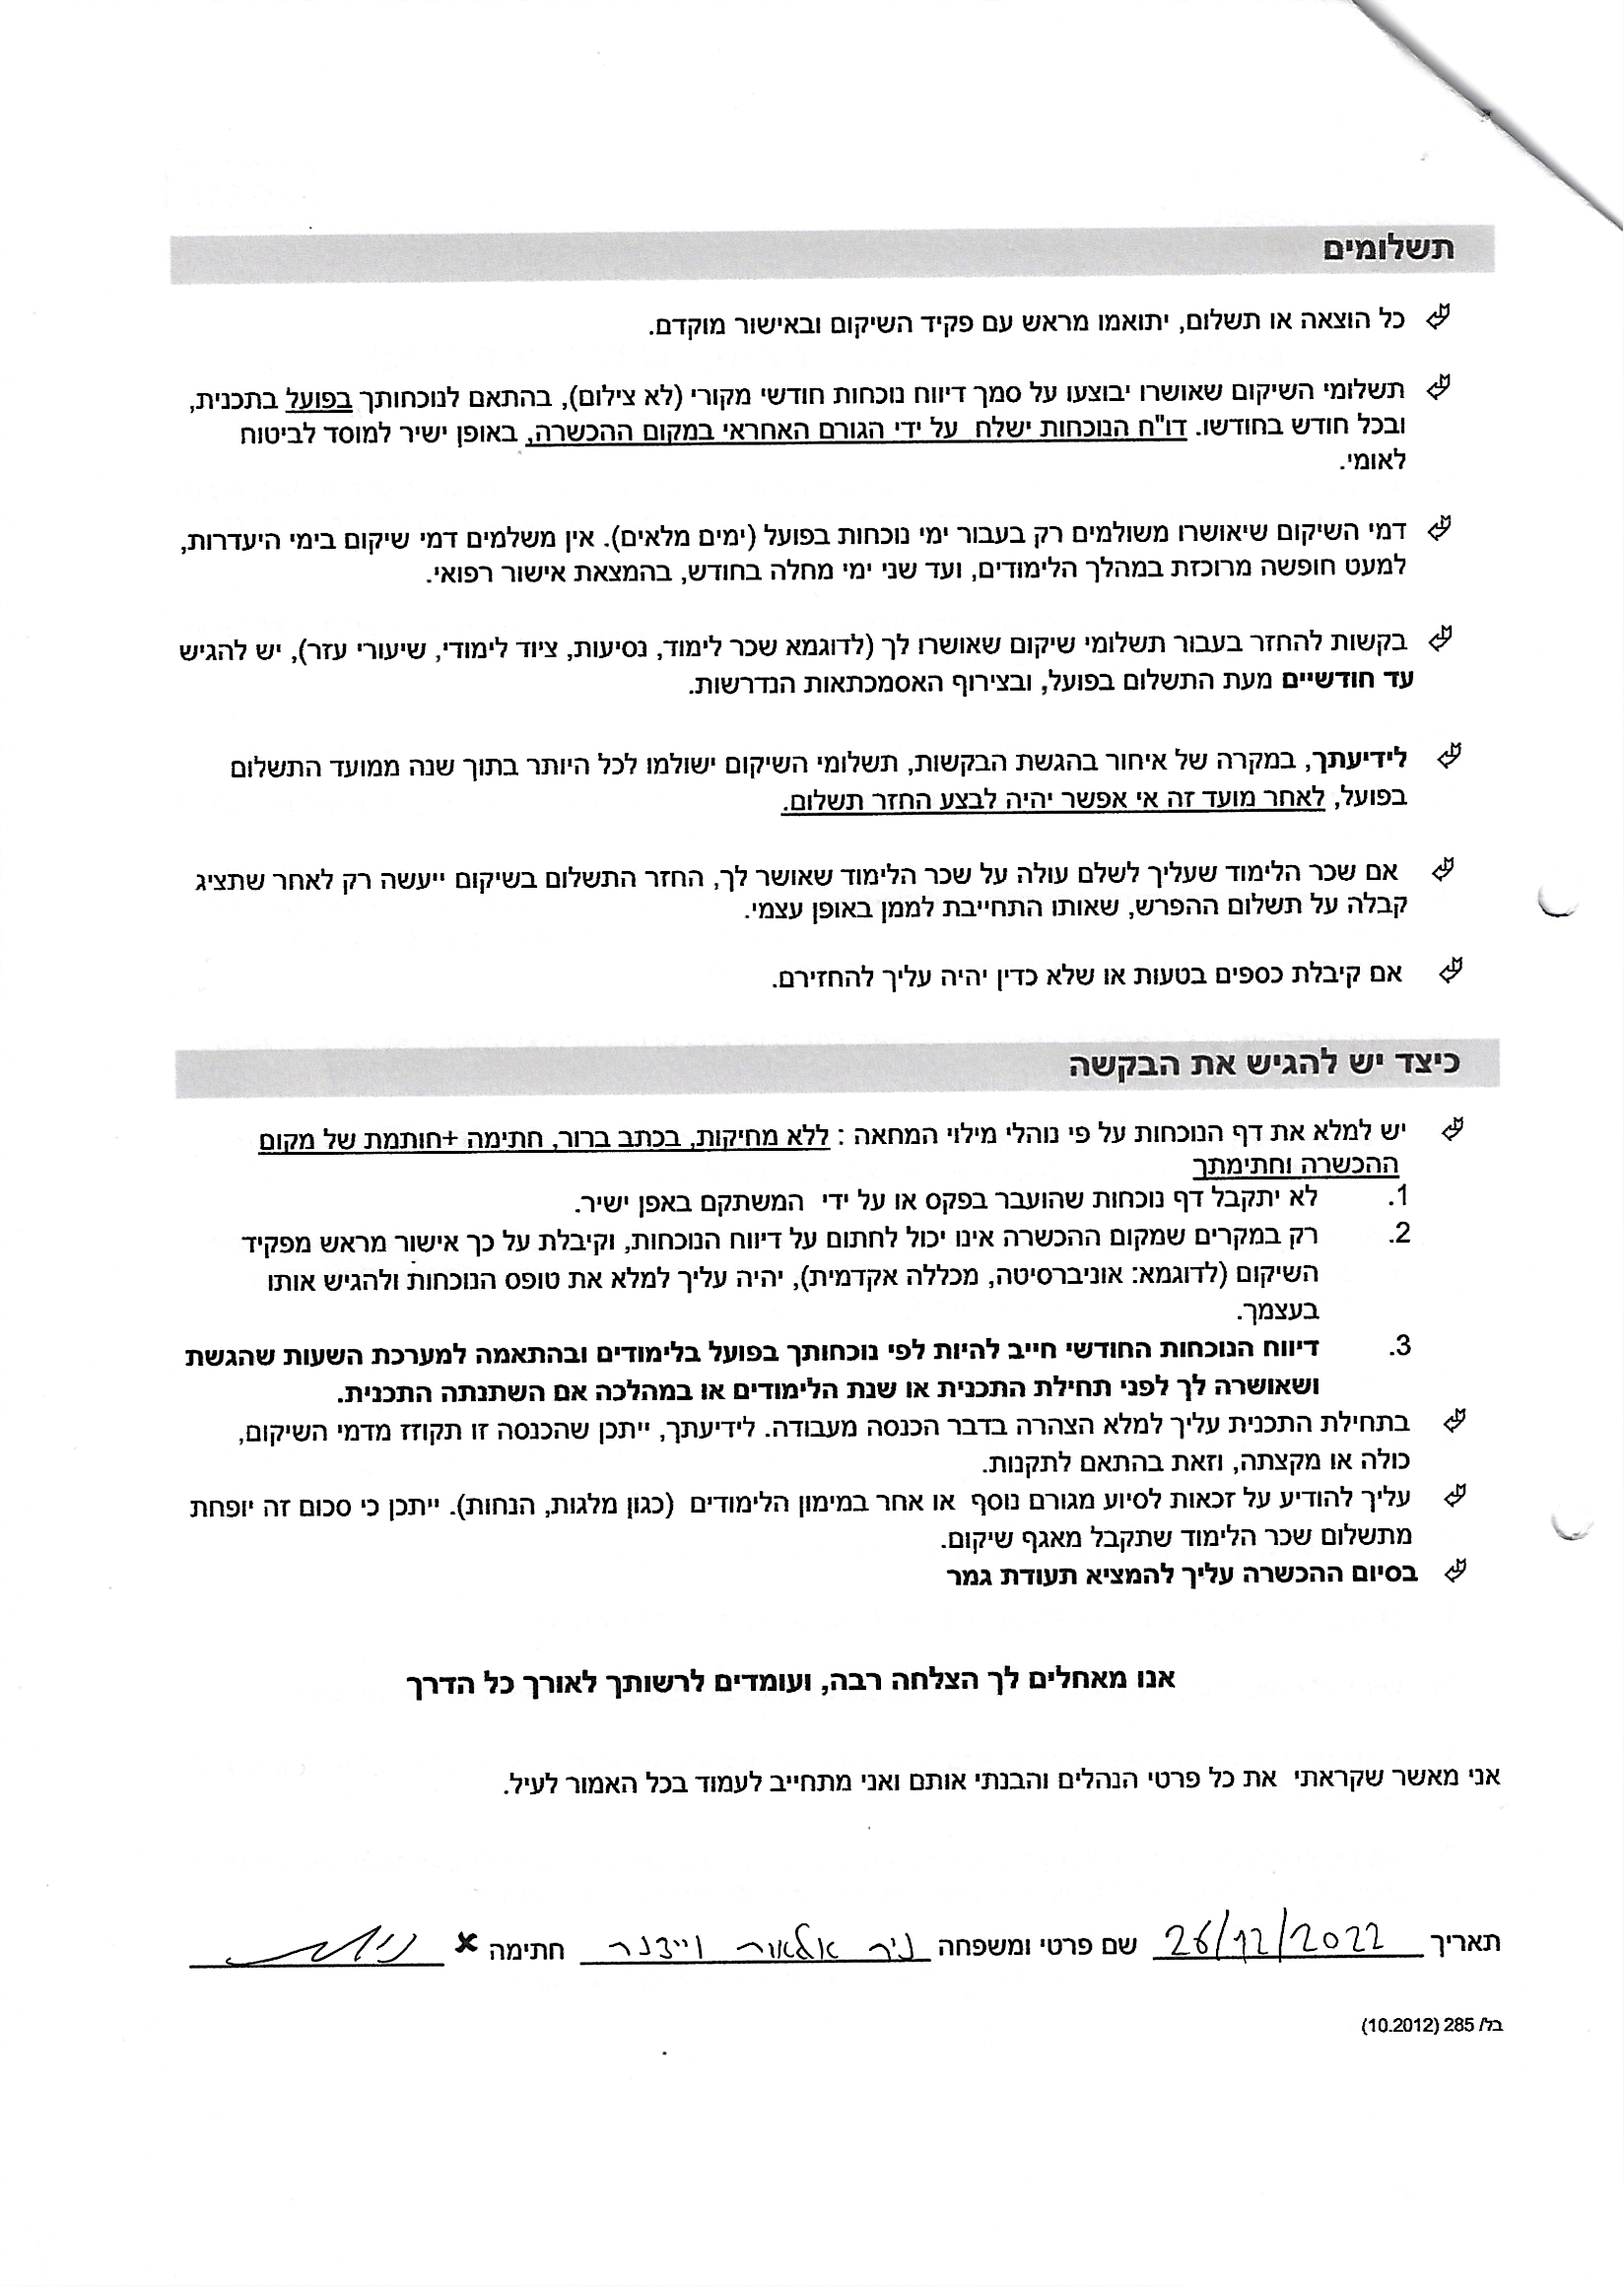 תשלומים
כל הוצאה או תשלום, יתואמו מראש עם פקיד השיקום ובאישור מוקדם.
תשלומי השיקום שאושרו יבוצעו על סמך דיווח נוכחות חודשי מקורי (לא צילום), בהתאם לנוכחותך בפועל בתכנית,
ובכל חודש בחודשו. דו"ח הנוכחות ישלח על ידי הגורם האחראי במקום ההכשרה, באופן ישיר למוסד לביטוח
לאומי.
דמי השיקום שיאושרו משולמים רק בעבור ימי נוכחות בפועל (ימים מלאים). אין משלמים דמי שיקום בימי היעדרות,
למעט חופשה מרוכזת במהלך הלימודים, ועד שני ימי מחלה בחודש, בהמצאת אישור רפואי.
בקשות להחזר בעבור תשלומי שיקום שאושרו לך (לדוגמא שכר לימוד, נסיעות, ציוד לימודי, שיעורי עזר), יש להגיש
עד חודשיים מעת התשלום בפועל, ובצירוף האסמכתאות הנדרשות.
לידיעתך, במקרה של איחור בהגשת הבקשות, תשלומי השיקום ישולמו לכל היותר בתוך שנה ממועד התשלום
בפועל, לאחר מועד זה אי אפשר יהיה לבצע החזר תשלום.
אם שכר הלימוד שעליך לשלם עולה על שכר הלימוד שאושר לך, החזר התשלום בשיקום ייעשה רק לאחר שתציג
קבלה על תשלום ההפרש, שאותו התחייבת לממן באופן עצמי.
אם קיבלת כספים בטעות או שלא כדין יהיה עליך להחזירם.
כיצד יש להגיש את הבקשה
יש למלא את דף הנוכחות על פי נוהלי מילוי המחאה : ללא מחיקות, בכתב ברור, חתימה +חותמת של מקום
ההכשרה וחתימתך
1. לא יתקבל דף נוכחות שהועבר בפקס או על ידי המשתקם באפן ישיר.
2. רק במקרים שמקום ההכשרה אינו יכול לחתום על דיווח הנוכחות, וקיבלת על כך אישור מראש מפקיד
השיקום (לדוגמא: אוניברסיטה, מכללה אקדמית), יהיה עליך למלא את טופס הנוכחות ולהגיש אותו
בעצמך.
3. דיווח הנוכחות החודשי חייב להיות לפי נוכחותך בפועל בלימודים ובהתאמה למערכת השעות שהגשת
ושאושרה לך לפני תחילת התכנית או שנת הלימודים או במהלכה אם השתנתה התכנית.
בתחילת התכנית עליך למלא הצהרה בדבר הכנסה מעבודה. לידיעתך, ייתכן שהכנסה זו תקוזז מדמי השיקום,
כולה או מקצתה, וזאת בהתאם לתקנות.
עליך להודיע על זכאות לסיוע מגורם נוסף או אחר במימון הלימודים (כגון מלגות, הנחות). ייתכן כי סכום זה יופחת
מתשלום שכר הלימוד שתקבל מאגף שיקום.
בסיום ההכשרה עליך להמציא תעודת גמר
אנו מאחלים לך הצלחה רבה, ועומדים לרשותך לאורך כל הדרך
אני מאשר שקראתי את כל פרטי הנהלים והבנתי אותם ואני מתחייב לעמוד בכל האמור לעיל.
תאריך 26/12/2022 שם פרטי ומשפחה ניר אלאור ויידנר חתימה
בל/ 285 (10.2012)